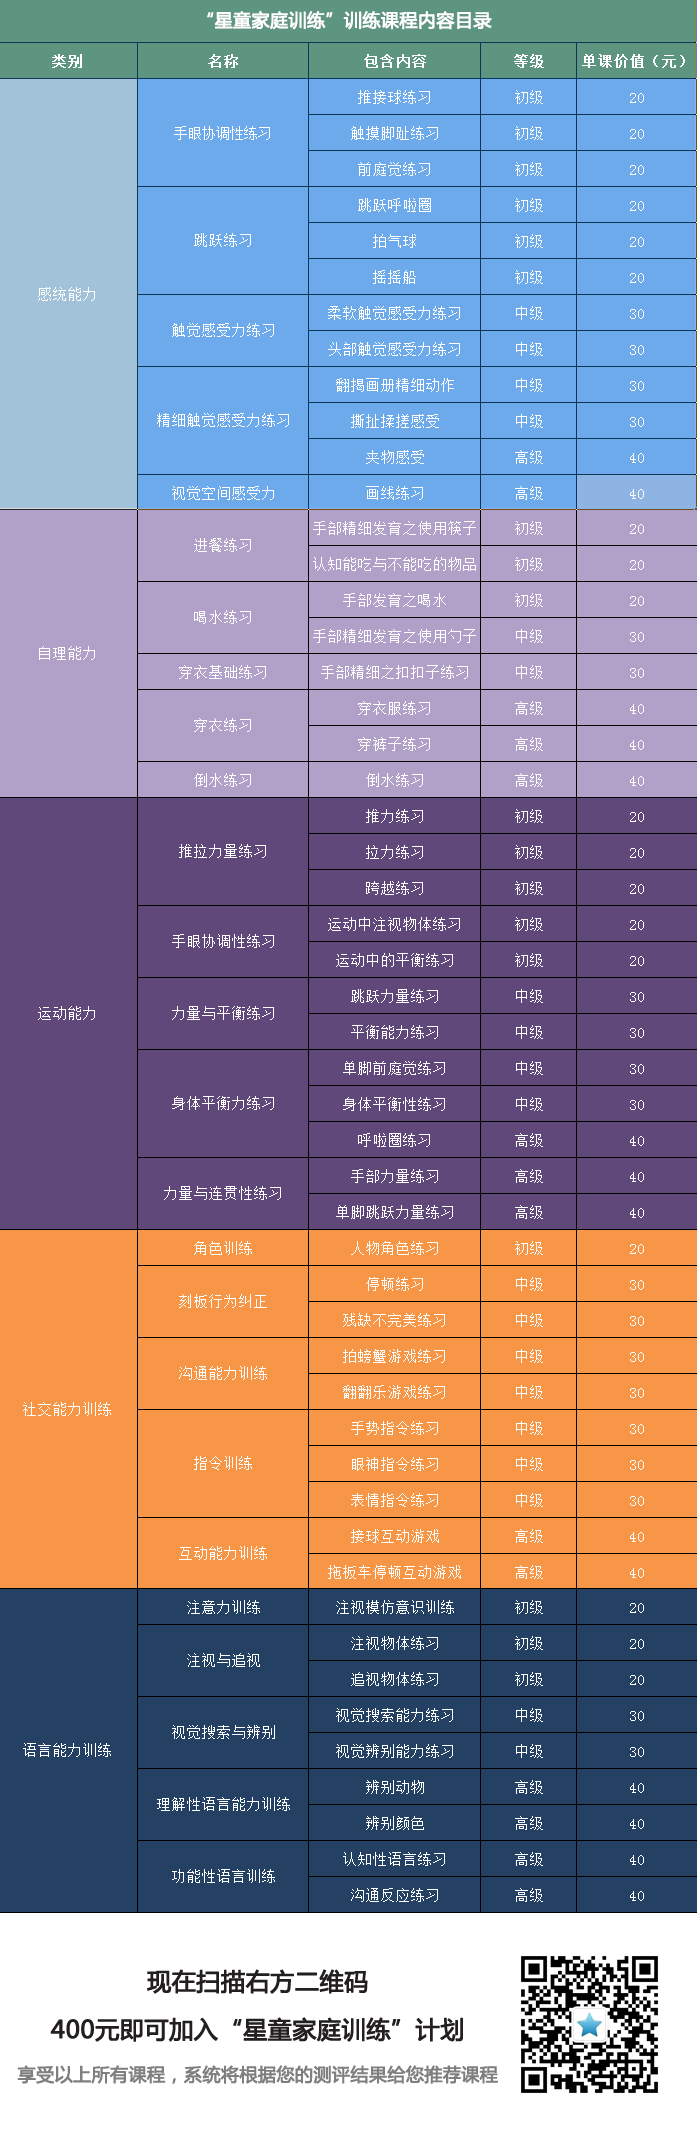 “星童家庭训练”训练课程内容目录
类别 名称 包含内容 等级 单课价值（元）
感统能力 手眼协调性练习 推接球练习 初级 20
触摸脚趾练习 初级 20
前庭觉练习 初级 20
跳跃练习 跳跃呼啦圈 初级 20
拍气球 初级 20
摇摇船 初级 20
触觉感受力练习 柔软触觉感受力练习 中级 30
头部触觉感受力练习 中级 30
精细触觉感受力练习 翻揭画册精细动作 中级 30
撕扯揉搓感受 中级 30
夹物感受 高级 40
视觉空间感受力 画线练习 高级 40
自理能力 进餐练习 手部精细发育之使用筷子 初级 20
认知能吃与不能吃的物品 初级 20
喝水练习 手部发育之喝水 初级 20
手部精细发育之使用勺子 中级 30
穿衣基础练习 手部精细之扣扣子练习 中级 30
穿衣练习 穿衣服练习 高级 40
穿裤子练习 高级 40
倒水练习 倒水练习 高级 40
运动能力 推拉力量练习 推力练习 初级 20
拉力练习 初级 20
跨越练习 初级 20
手眼协调性练习 运动中注视物体练习 初级 20
运动中的平衡练习 初级 20
力量与平衡练习 跳跃力量练习 中级 30
平衡能力练习 中级 30
身体平衡力练习 单脚前庭觉练习 中级 30
身体平衡性练习 中级 30
呼啦圈练习 高级 40
力量与连贯性练习 手部力量练习 高级 40
单脚跳跃力量练习 高级 40
社交能力训练 角色训练 人物角色练习 初级 20
刻板行为纠正 停顿练习 中级 30
残缺不完美练习 中级 30
沟通能力训练 拍螃蟹游戏练习 中级 30
翻翻乐游戏练习 中级 30
指令训练 手势指令练习 中级 30
眼神指令练习 中级 30
表情指令练习 中级 30
互动能力训练 接球互动游戏 高级 40
拖板车停顿互动游戏 高级 40
语言能力训练 注意力训练 注视模仿意识训练 初级 20
注视与追视 注视物体练习 初级 20
追视物体练习 初级 20
视觉搜索与辨别 视觉搜索能力练习 中级 30
视觉辨别能力练习 中级 30
理解性语言能力训练 辨别动物 高级 40
辨别颜色 高级 40
功能性语言训练 认知性语言练习 高级 40
沟通反应练习 高级 40
现在扫描右方二维码
400元即可加入“星童家庭训练”计划
享受以上所有课程，系统将根据您的测评结果给您推荐课程